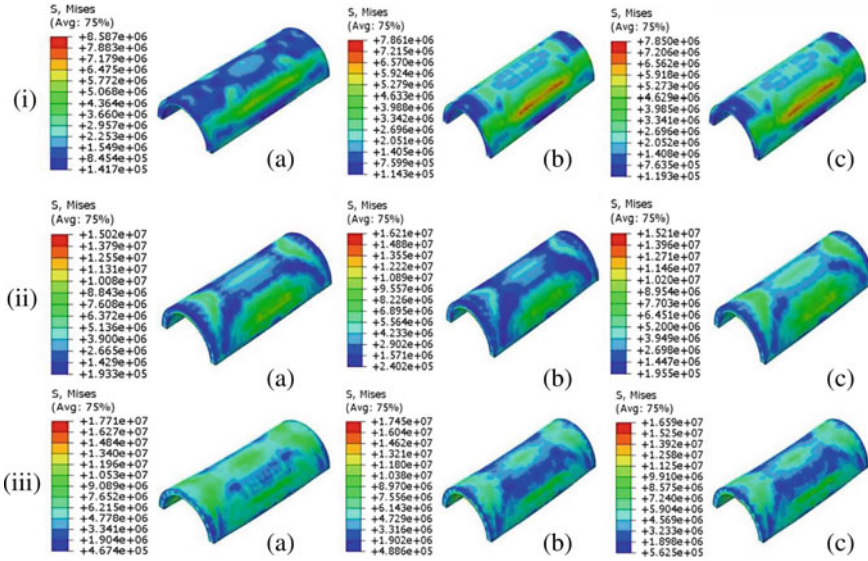 (i)
S, Mises
(Avg: 75%)
+8.587e+06
+7.883e+06
+7.179e+06
+6.475e+06
+5.772e+06
+5.068e+06
+4.364e+06
+3.660e+06
+2.957e+06
+2.253e+06
+1.549e+06
+8.454e+05
+1.417e+05
(a)
S, Mises
(Avg: 75%)
+7.861e+06
+7.215e+06
+6.570e+06
+5.924e+06
+5.279e+06
+4.633e+06
+3.988e+06
+3.342e+06
+2.696e+06
+2.051e+06
+1.405e+06
+7.599e+05
+1.143e+05
(b)
S, Mises
(Avg: 75%)
+7.850e+06
+7.206e+06
+6.562e+06
+5.918e+06
+5.273e+06
+4.629e+06
+3.985e+06
+3.341e+06
+2.696e+06
+2.052e+06
+1.408e+06
+7.635e+05
+1.193e+05
(c)
(ii)
S, Mises
(Avg: 75%)
+1.502e+07
+1.379e+07
+1.255e+07
+1.131e+07
+1.008e+07
+8.843e+06
+7.608e+06
+6.372e+06
+5.136e+06
+3.900e+06
+2.665e+06
+1.429e+06
+1.933e+05
(a)
S, Mises
(Avg: 75%)
+1.621e+07
+1.488e+07
+1.355e+07
+1.222e+07
+1.089e+07
+9.557e+06
+8.226e+06
+6.895e+06
+5.564e+06
+4.233e+06
+2.902e+06
+1.571e+06
+2.402e+05
(b)
S, Mises
(Avg: 75%)
+1.521e+07
+1.396e+07
+1.271e+07
+1.146e+07
+1.020e+07
+8.954e+06
+7.703e+06
+6.451e+06
+5.200e+06
+3.949e+06
+2.698e+06
+1.447e+06
+1.955e+05
(c)
(iii)
S, Mises
(Avg: 75%)
+1.771e+07
+1.627e+07
+1.484e+07
+1.340e+07
+1.196e+07
+1.053e+07
+9.089e+06
+7.652e+06
+6.215e+06
+4.778e+06
+3.341e+06
+1.904e+06
+4.674e+05
(a)
S, Mises
(Avg: 75%)
+1.745e+07
+1.604e+07
+1.462e+07
+1.321e+07
+1.180e+07
+1.038e+07
+8.970e+06
+7.556e+06
+6.143e+06
+4.729e+06
+3.316e+06
+1.902e+06
+4.886e+05
(b)
S, Mises
(Avg: 75%)
+1.659e+07
+1.525e+07
+1.392e+07
+1.258e+07
+1.125e+07
+9.910e+06
+8.575e+06
+7.240e+06
+5.904e+06
+4.569e+06
+3.233e+06
+1.898e+06
+5.625e+05
(c)